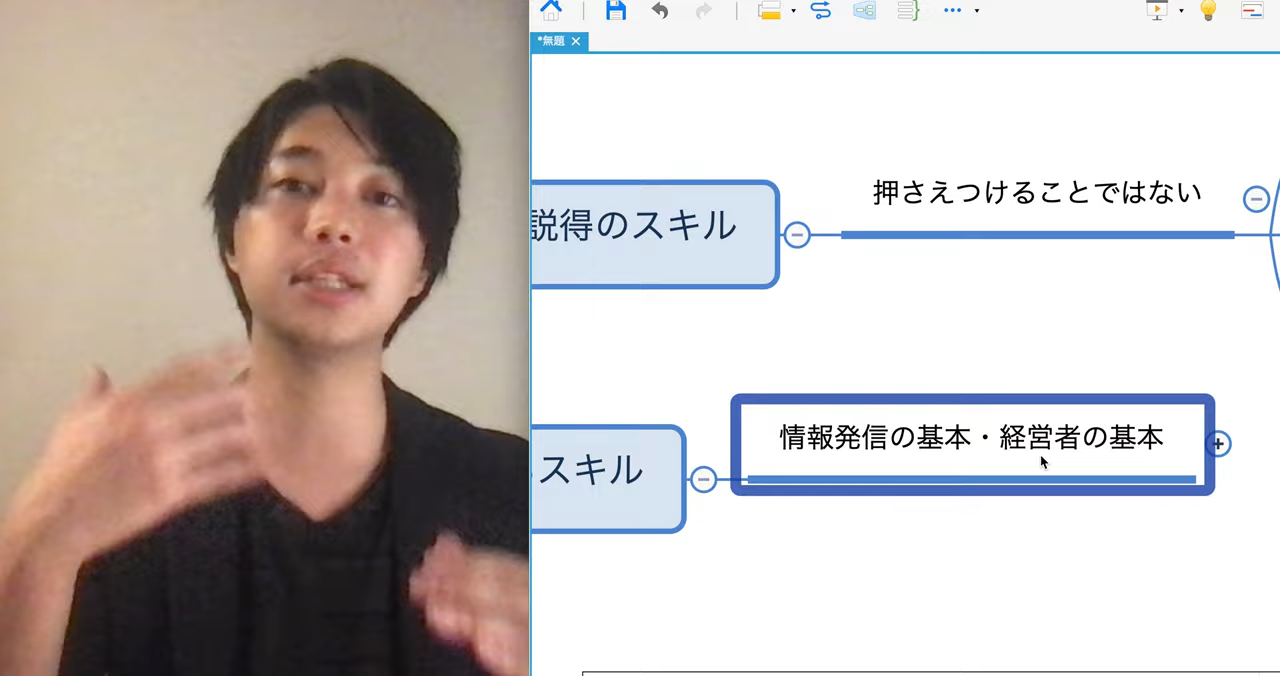 *無題
説得のスキル
押さえつけることではない
スキル
情報発信の基本・経営者の基本